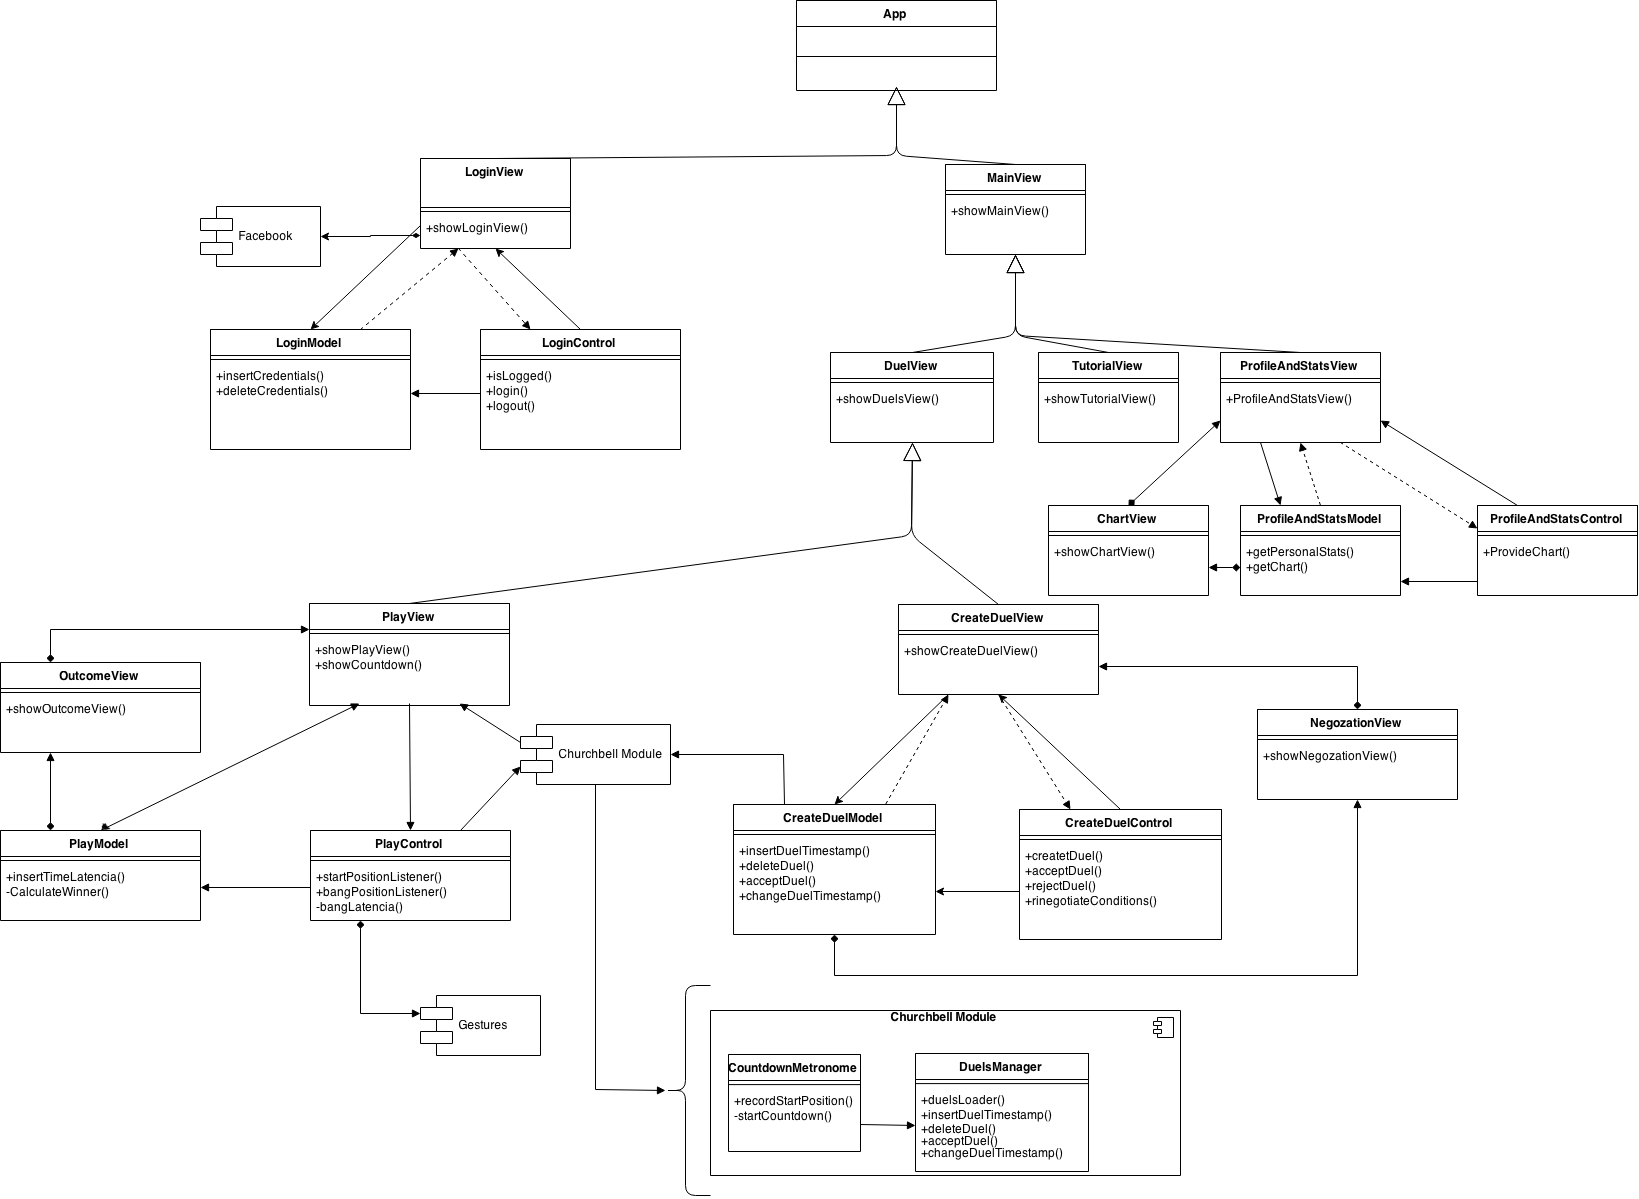 App
LoginView
+showLoginView()
MainView
+showMainView()
Facebook
LoginModel
+insertCredentials()
+deleteCredentials()
LoginControl
+isLogged()
+login()
+logout()
DuelView
+showDuelsView()
TutorialView
+showTutorialView()
ProfileAndStatsView
+ProfileAndStatsView()
ChartView
+showChartView()
ProfileAndStatsModel
+getPersonalStats()
+getChart()
ProfileAndStatsControl
+ProvideChart()
PlayView
+showPlayView()
+showCountdown()
CreateDuelView
+showCreateDuelView()
OutcomeView
+showOutcomeView()
NegozationView
+showNegozationView()
Churchbell Module
PlayModel
+insertTimeLatencia()
-CalculateWinner()
PlayControl
+startPositionListener()
+bangPositionListener()
-bangLatencia()
CreateDuelModel
+insertDuelTimestamp()
+deleteDuel()
+acceptDuel()
+changeDuelTimestamp()
CreateDuelControl
+createtDuel()
+acceptDuel()
+rejectDuel()
+rinegotiateConditions()
Gestures
Churchbell Module
CountdownMetronome
+recordStartPosition()
-startCountdown()
DuelsManager
+duelsLoader()
+insertDuelTimestamp()
+deleteDuel()
+acceptDuel()
+changeDuelTimestamp()